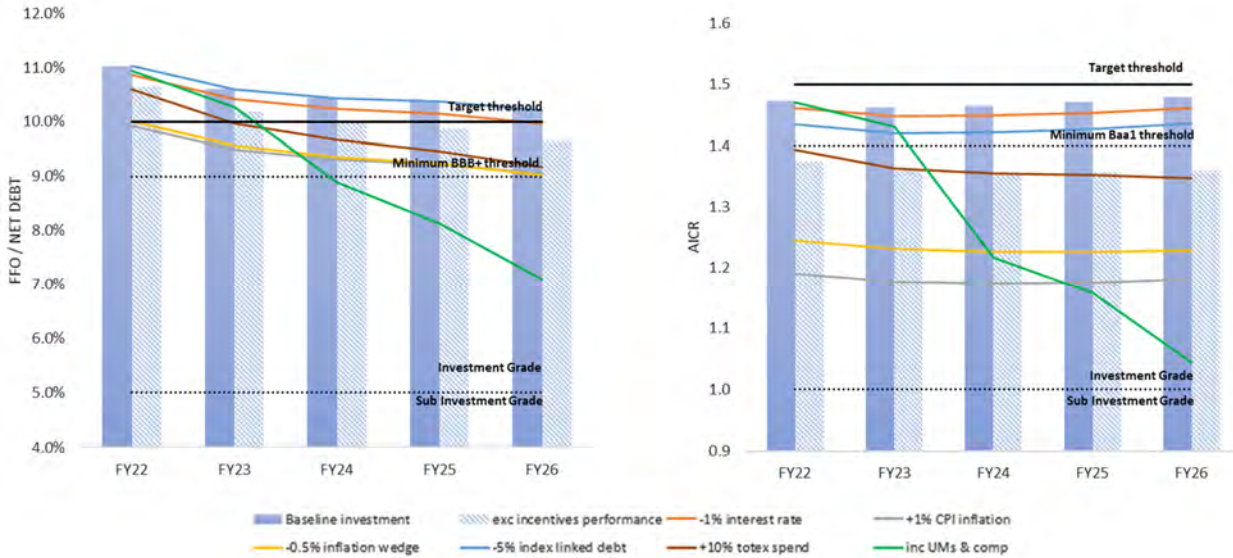 12.0%
11.0%
10.0%
9.0%
8.0%
7.0%
6.0%
5.0%
4.0%
FFO / NET DEBT
Target threshold
Minimum BBB+ threshold
Investment Grade
Sub Investment Grade
FY22 FY23 FY24 FY25 FY26
1.6
1.5
1.4
1.3
1.2
1.1
1.0
0.9
AICR
Target threshold
Minimum Baa1 threshold
Investment Grade
Sub Investment Grade
FY22 FY23 FY24 FY25 FY26
Baseline investment exc incentives performance -1% interest rate +1% CPI inflation
-0.5% inflation wedge -5% index linked debt +10% totex spend inc UMs & comp